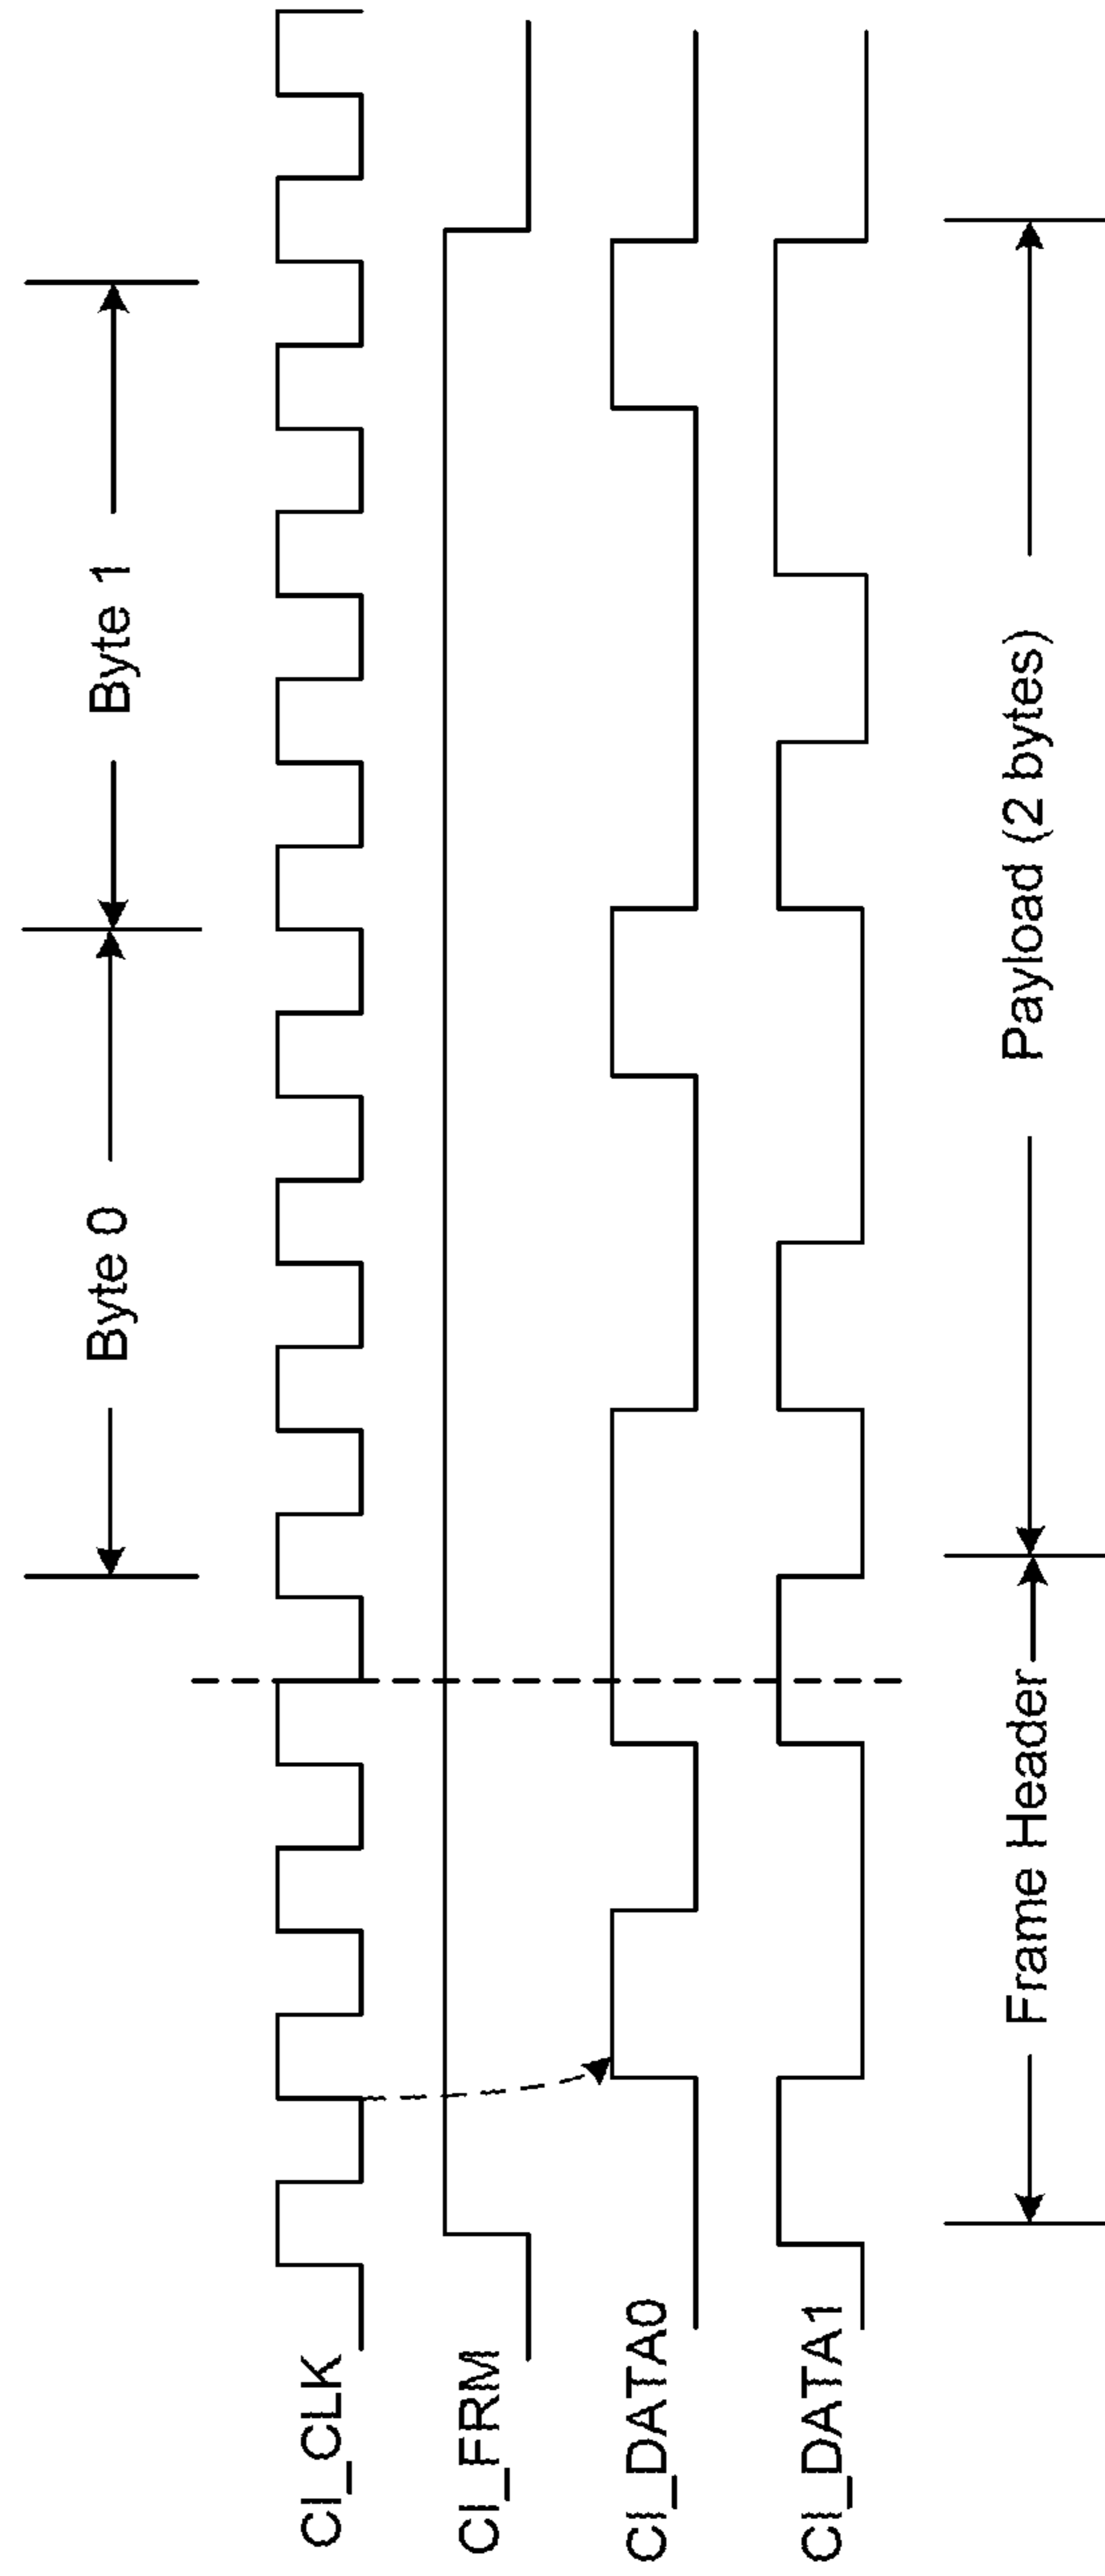 Byte 0
Byte 1
CI_CLK
CI_FRM
CI_DATA0
CI_DATA1
Frame Header
Payload (2 bytes)